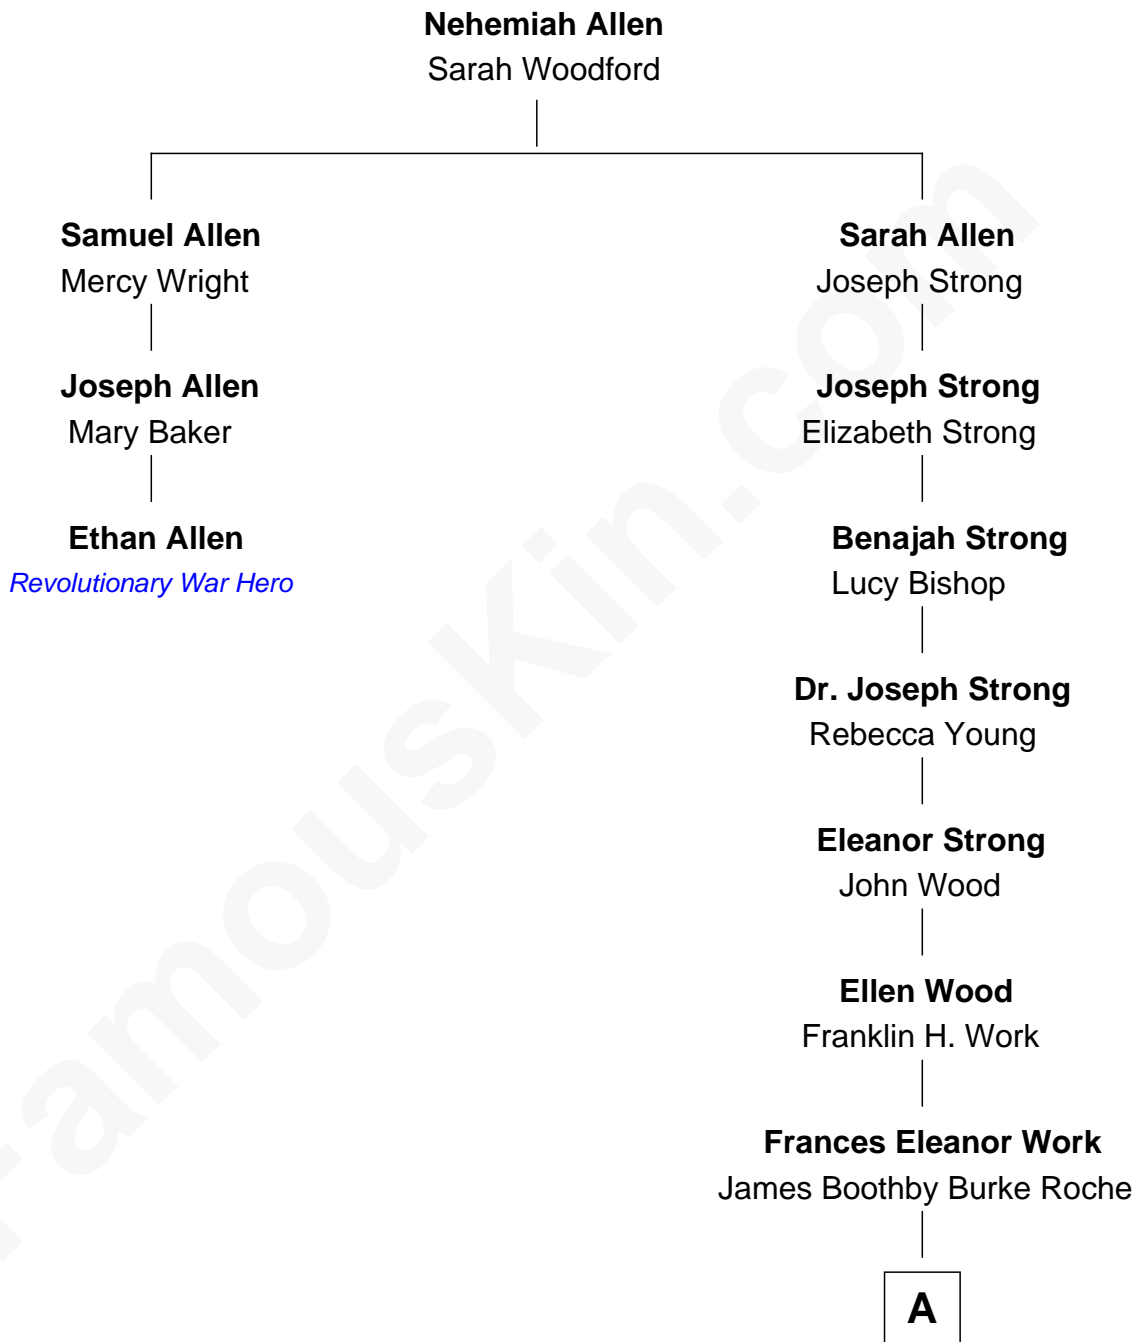 Nehemiah Allen
Sarah Woodford
Samuel Allen
Mercy Wright
Sarah Allen
Joseph Strong
Joseph Allen
Mary Baker
Joseph Strong
Elizabeth Strong
Ethan Allen
Revolutionary War Hero
Benajah Strong
Lucy Bishop
Dr. Joseph Strong
Rebecca Young
Eleanor Strong
John Wood
Ellen Wood
Franklin H. Work
Frances Eleanor Work
James Boothby Burke Roche
A
FamousKin.com